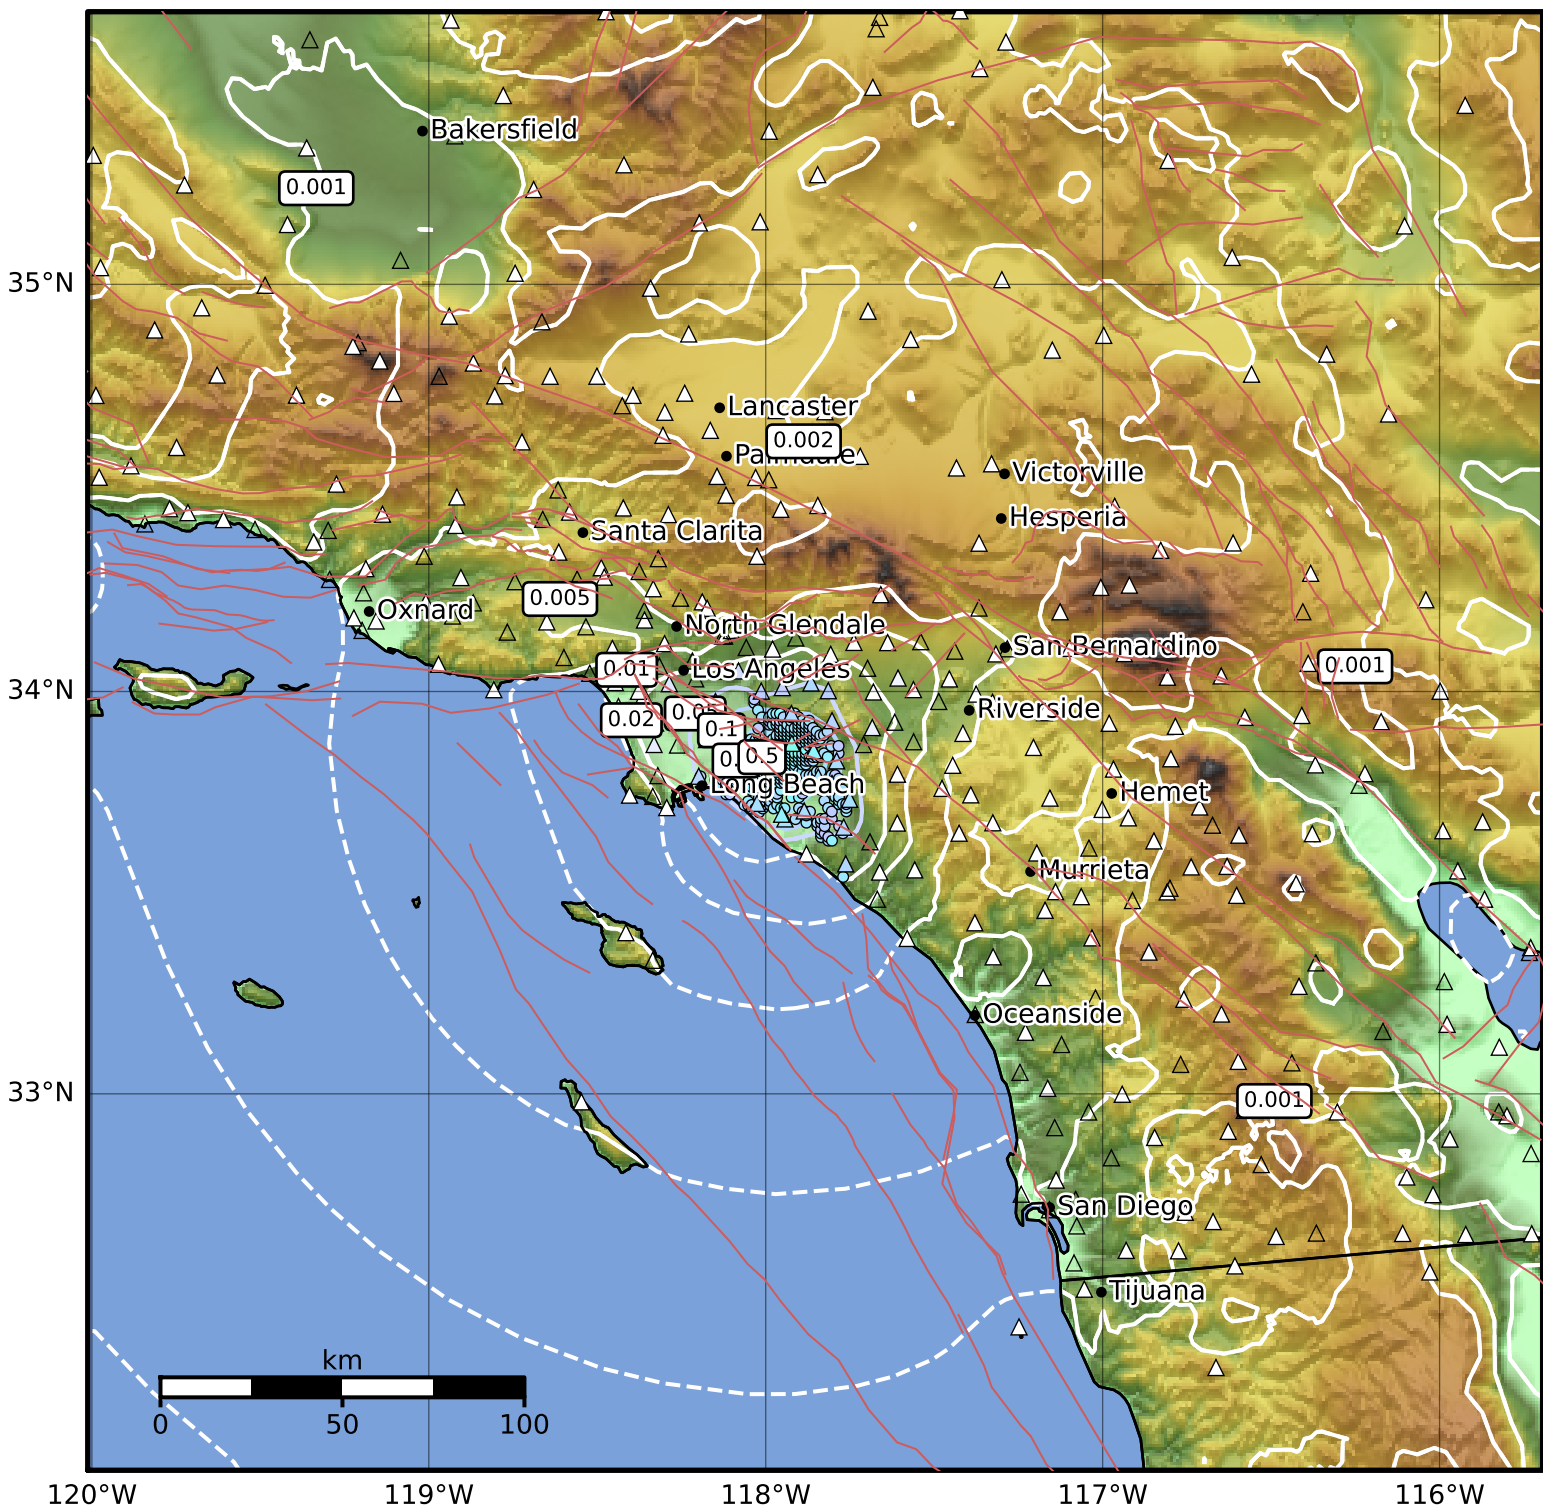 Bakersfield
0.001
35°N
Lancaster
0.002
Palmdale
Victorville
Hesperia
Santa Clarita
0.005
Oxnard
North Glendale
San Bernardino
0.01
Los Angeles
0.001
34°N
0.02
0.05
0.1
Riverside
0.5
Long Beach
Hemet
Murrieta
Oceanside
33°N
0.001
San Diego
Tijuana
km
0 50 100
120°W 119°W 118°W 117°W 116°W